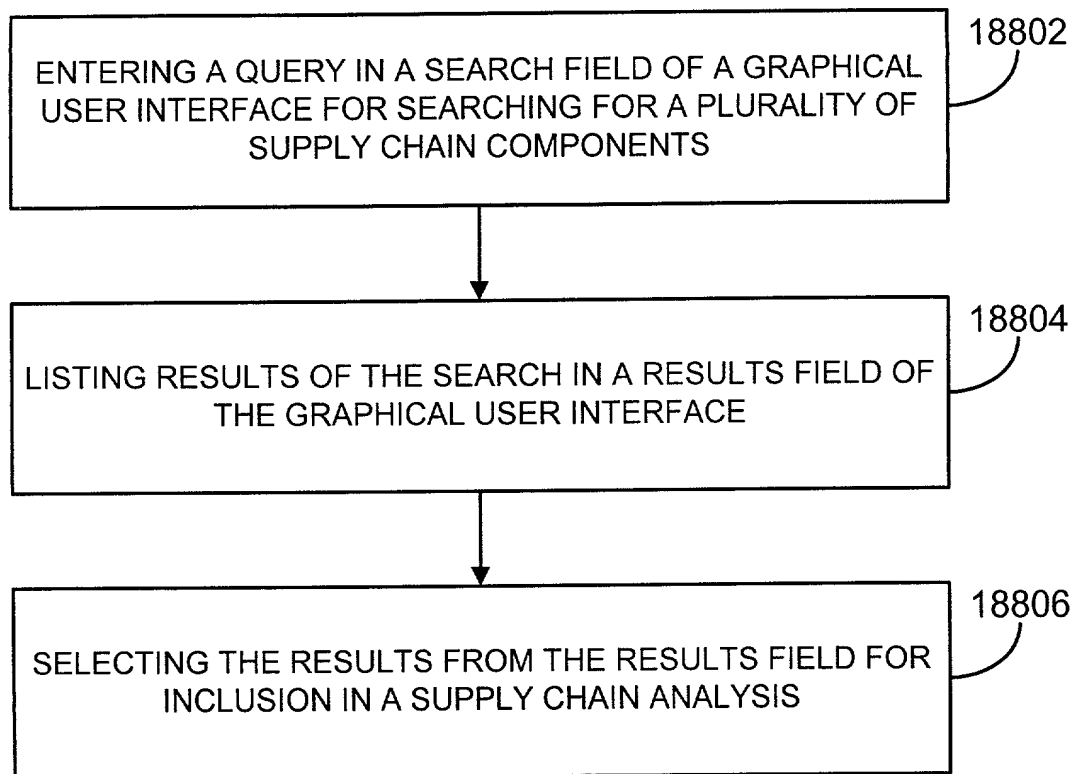 18802
ENTERING A QUERY IN A SEARCH FIELD OF A GRAPHICAL
USER INTERFACE FOR SEARCHING FOR A PLURALITY OF
SUPPLY CHAIN COMPONENTS
18804
LISTING RESULTS OF THE SEARCH IN A RESULTS FIELD OF
THE GRAPHICAL USER INTERFACE
18806
SELECTING THE RESULTS FROM THE RESULTS FIELD FOR
INCLUSION IN A SUPPLY CHAIN ANALYSIS